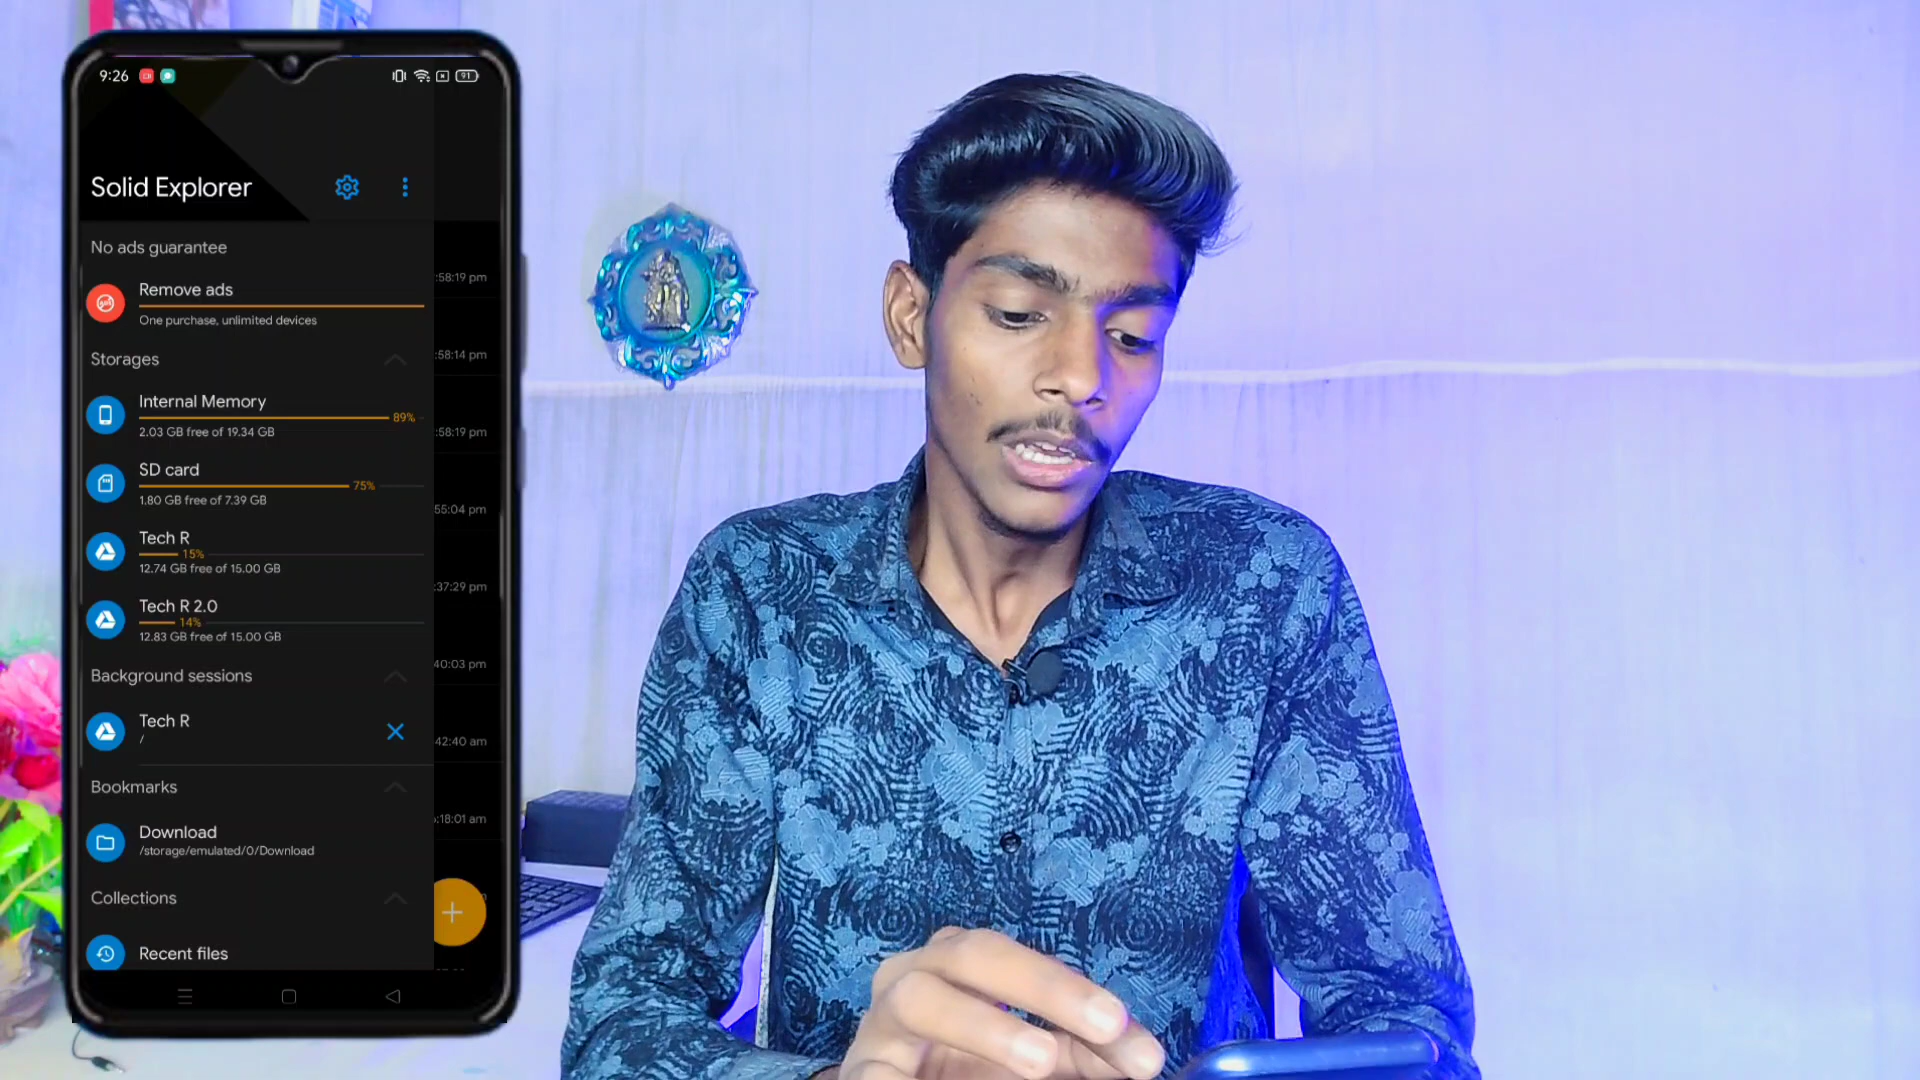 9:26
91
Solid Explorer
No ads guarantee
Remove ads
One purchase, unlimited devices
Storages
Internal Memory
89%
2.03 GB free of 19.34 GB
SD card
75%
1.80 GB free of 7.39 GB
Tech R
15%
12.74 GB free of 15.00 GB
Tech R 2.0
14%
12.83 GB free of 15.00 GB
Background sessions
Tech R
/
Bookmarks
Download
/storage/emulated/0/Download
Collections
Recent files
:58:19 pm
:58:14 pm
:58:19 pm
55:04 pm
:37:29 pm
40:03 pm
42:40 am
:18:01 am